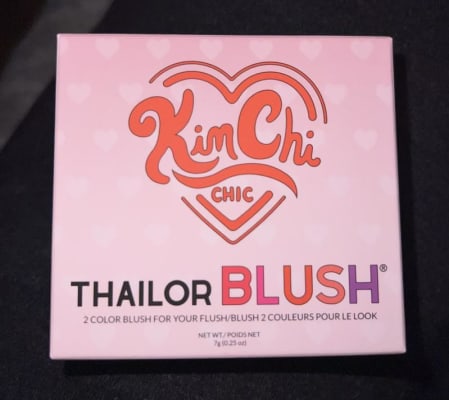 KimChi
CHIC
THAILOR BLUSH®
2 COLOR BLUSH FOR YOUR FLUSH/BLUSH 2 COULEURS POUR LE LOOK
NET WT./ POIDS NET
7g (0.25 oz)